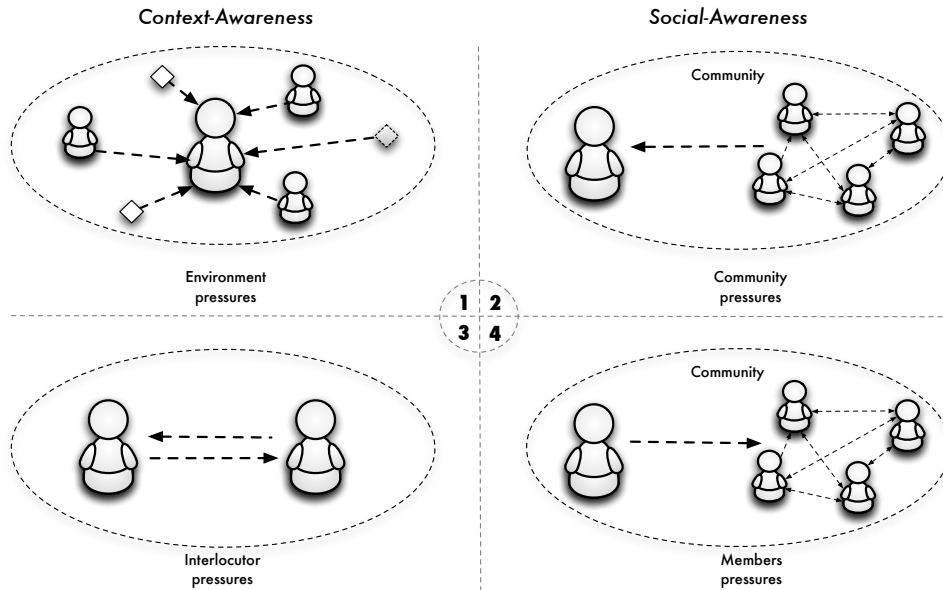 Context-Awareness
Social-Awareness
Community
Environment
pressures
Community
pressures
1 2
3 4
Community
Interlocutor
pressures
Members
pressures